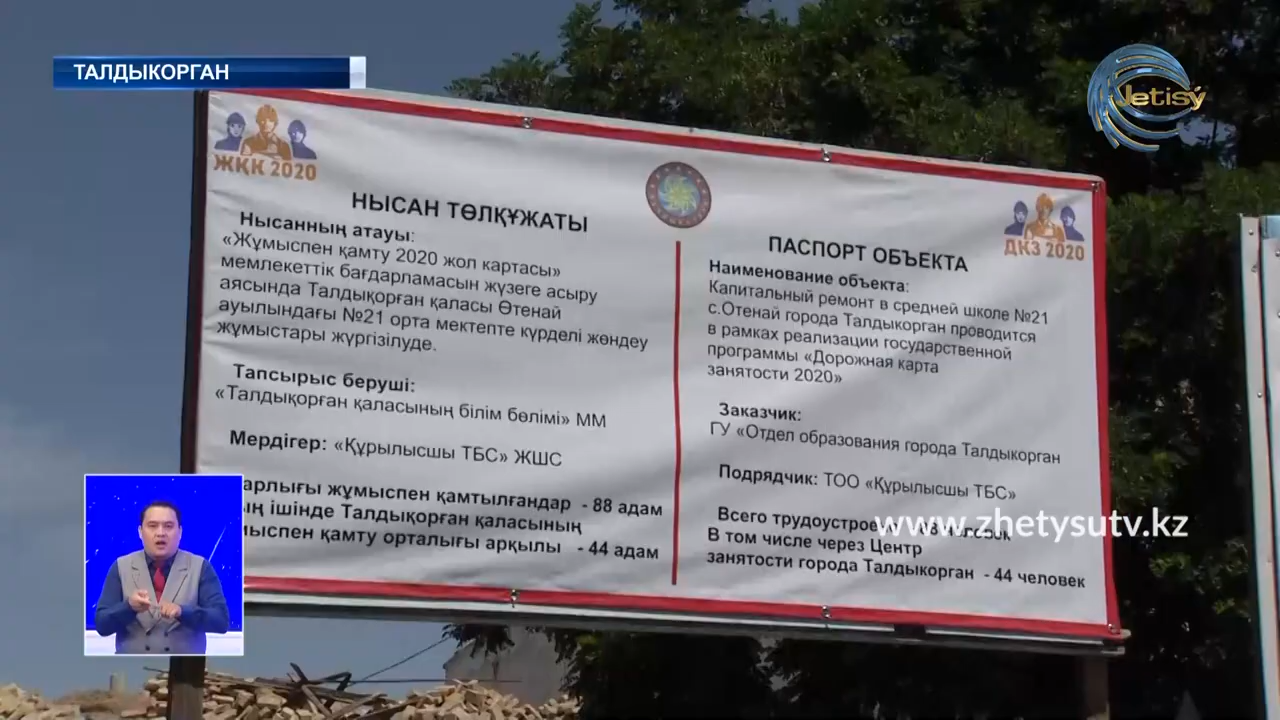 ТАЛДЫКОРГАН
Jetisý
ЖҚК 2020
НЫСАН ТӨЛҚҰЖАТЫ
Нысанның атауы:
«Жұмыспен қамту 2020 жол картасы»
мемлекеттік бағдарламасын жүзеге асыру
аясында Талдықорған қаласы Өтенай
ауылындағы №21 орта мектепте күрделі жөндеу
жұмыстары жүргізілуде.
Тапсырыс беруші:
«Талдықорған қаласының білім бөлімі» ММ
Мердігер: «Құрылысшы ТБС» ЖШС
арлығы жұмыспен қамтылғандар - 88 адам
ың ішінде Талдықорған қаласының
мыспен қамту орталығы арқылы - 44 адам
ДКЗ 2020
ПАСПОРТ ОБЪЕКТА
Наименование объекта:
Капитальный ремонт в средней школе №21
с.Отенай города Талдыкорган проводится
в рамках реализации государственной
программы «Дорожная карта
занятости 2020»
Заказчик:
ГУ «Отдел образования города Талдыкорган
Подрядчик: ТОО «Құрылысшы ТБС»
Всего трудоустроено
В том числе через Центр
занятости города Талдыкорган - 44 человек
www.zhetysutv.kz